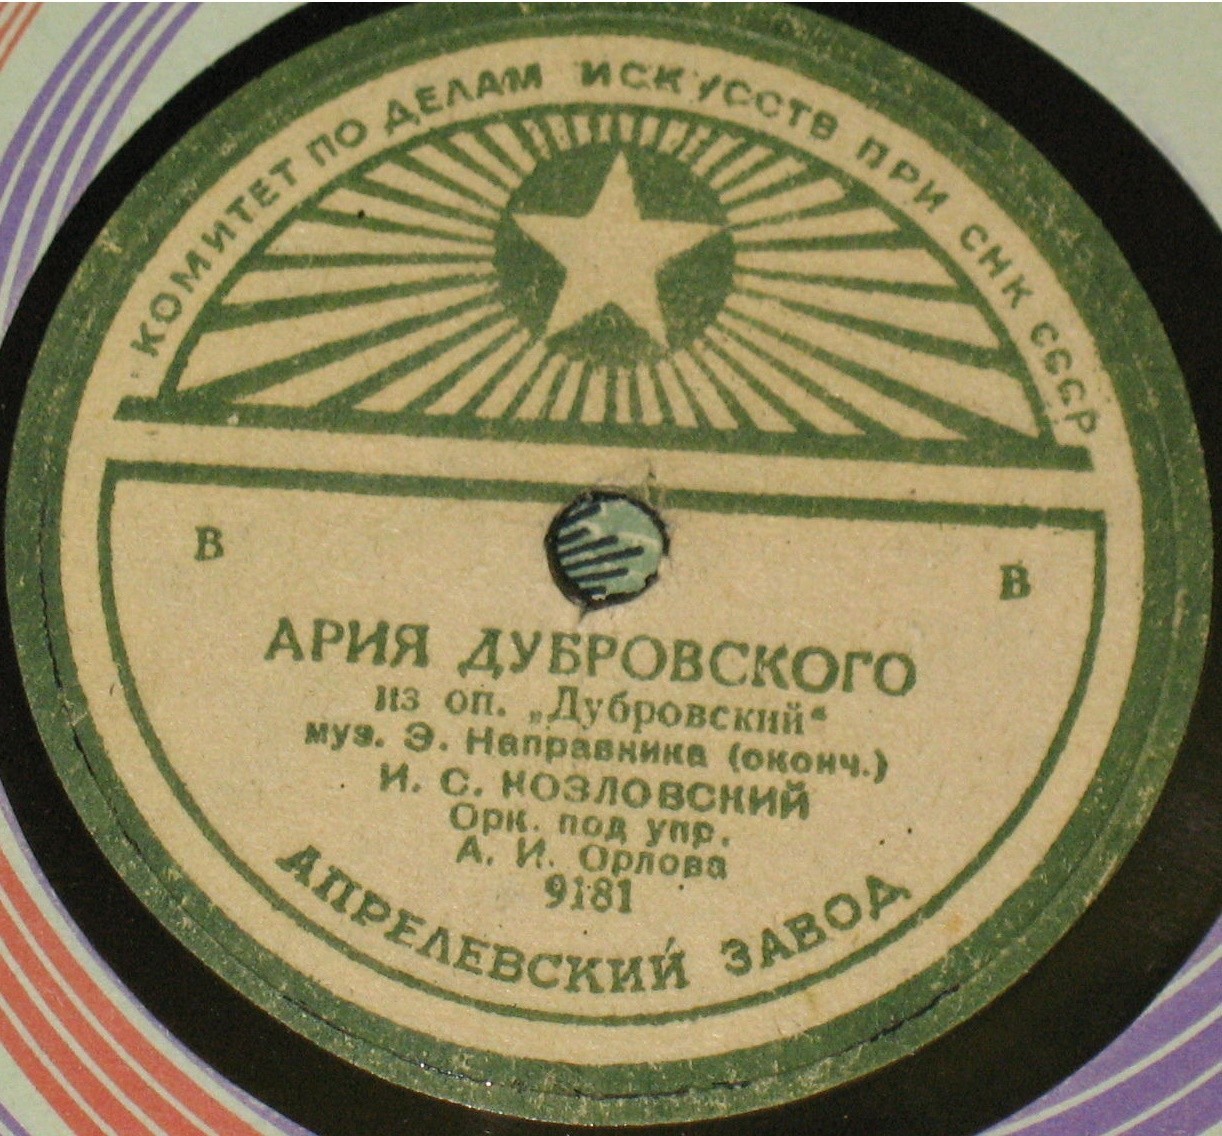 КОМИТЕТ ПО ДЕЛАМ ИСКУССТВ ПРИ СНК СССР
В В
АРИЯ ДУБРОВСКОГО
из оп. „Дубровский“
муз. Э. Направника (оконч.)
И. С. КОЗЛОВСКИЙ
Орк. под упр.
А. И. Орлова
9181
АПРЕЛЕВСКИЙ ЗАВОД